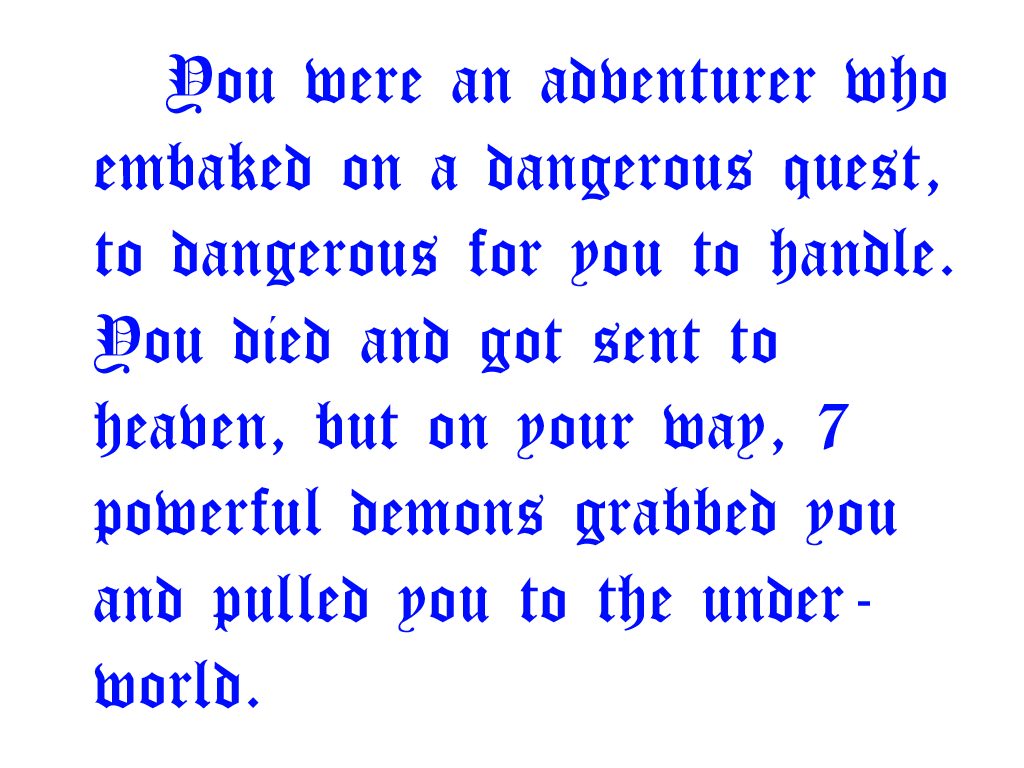 You were an adventurer who
embaked on a dangerous quest,
to dangerous for you to handle.
You died and got sent to
heaven, but on your way, 7
powerful demons grabbed you
and pulled you to the under-
world.